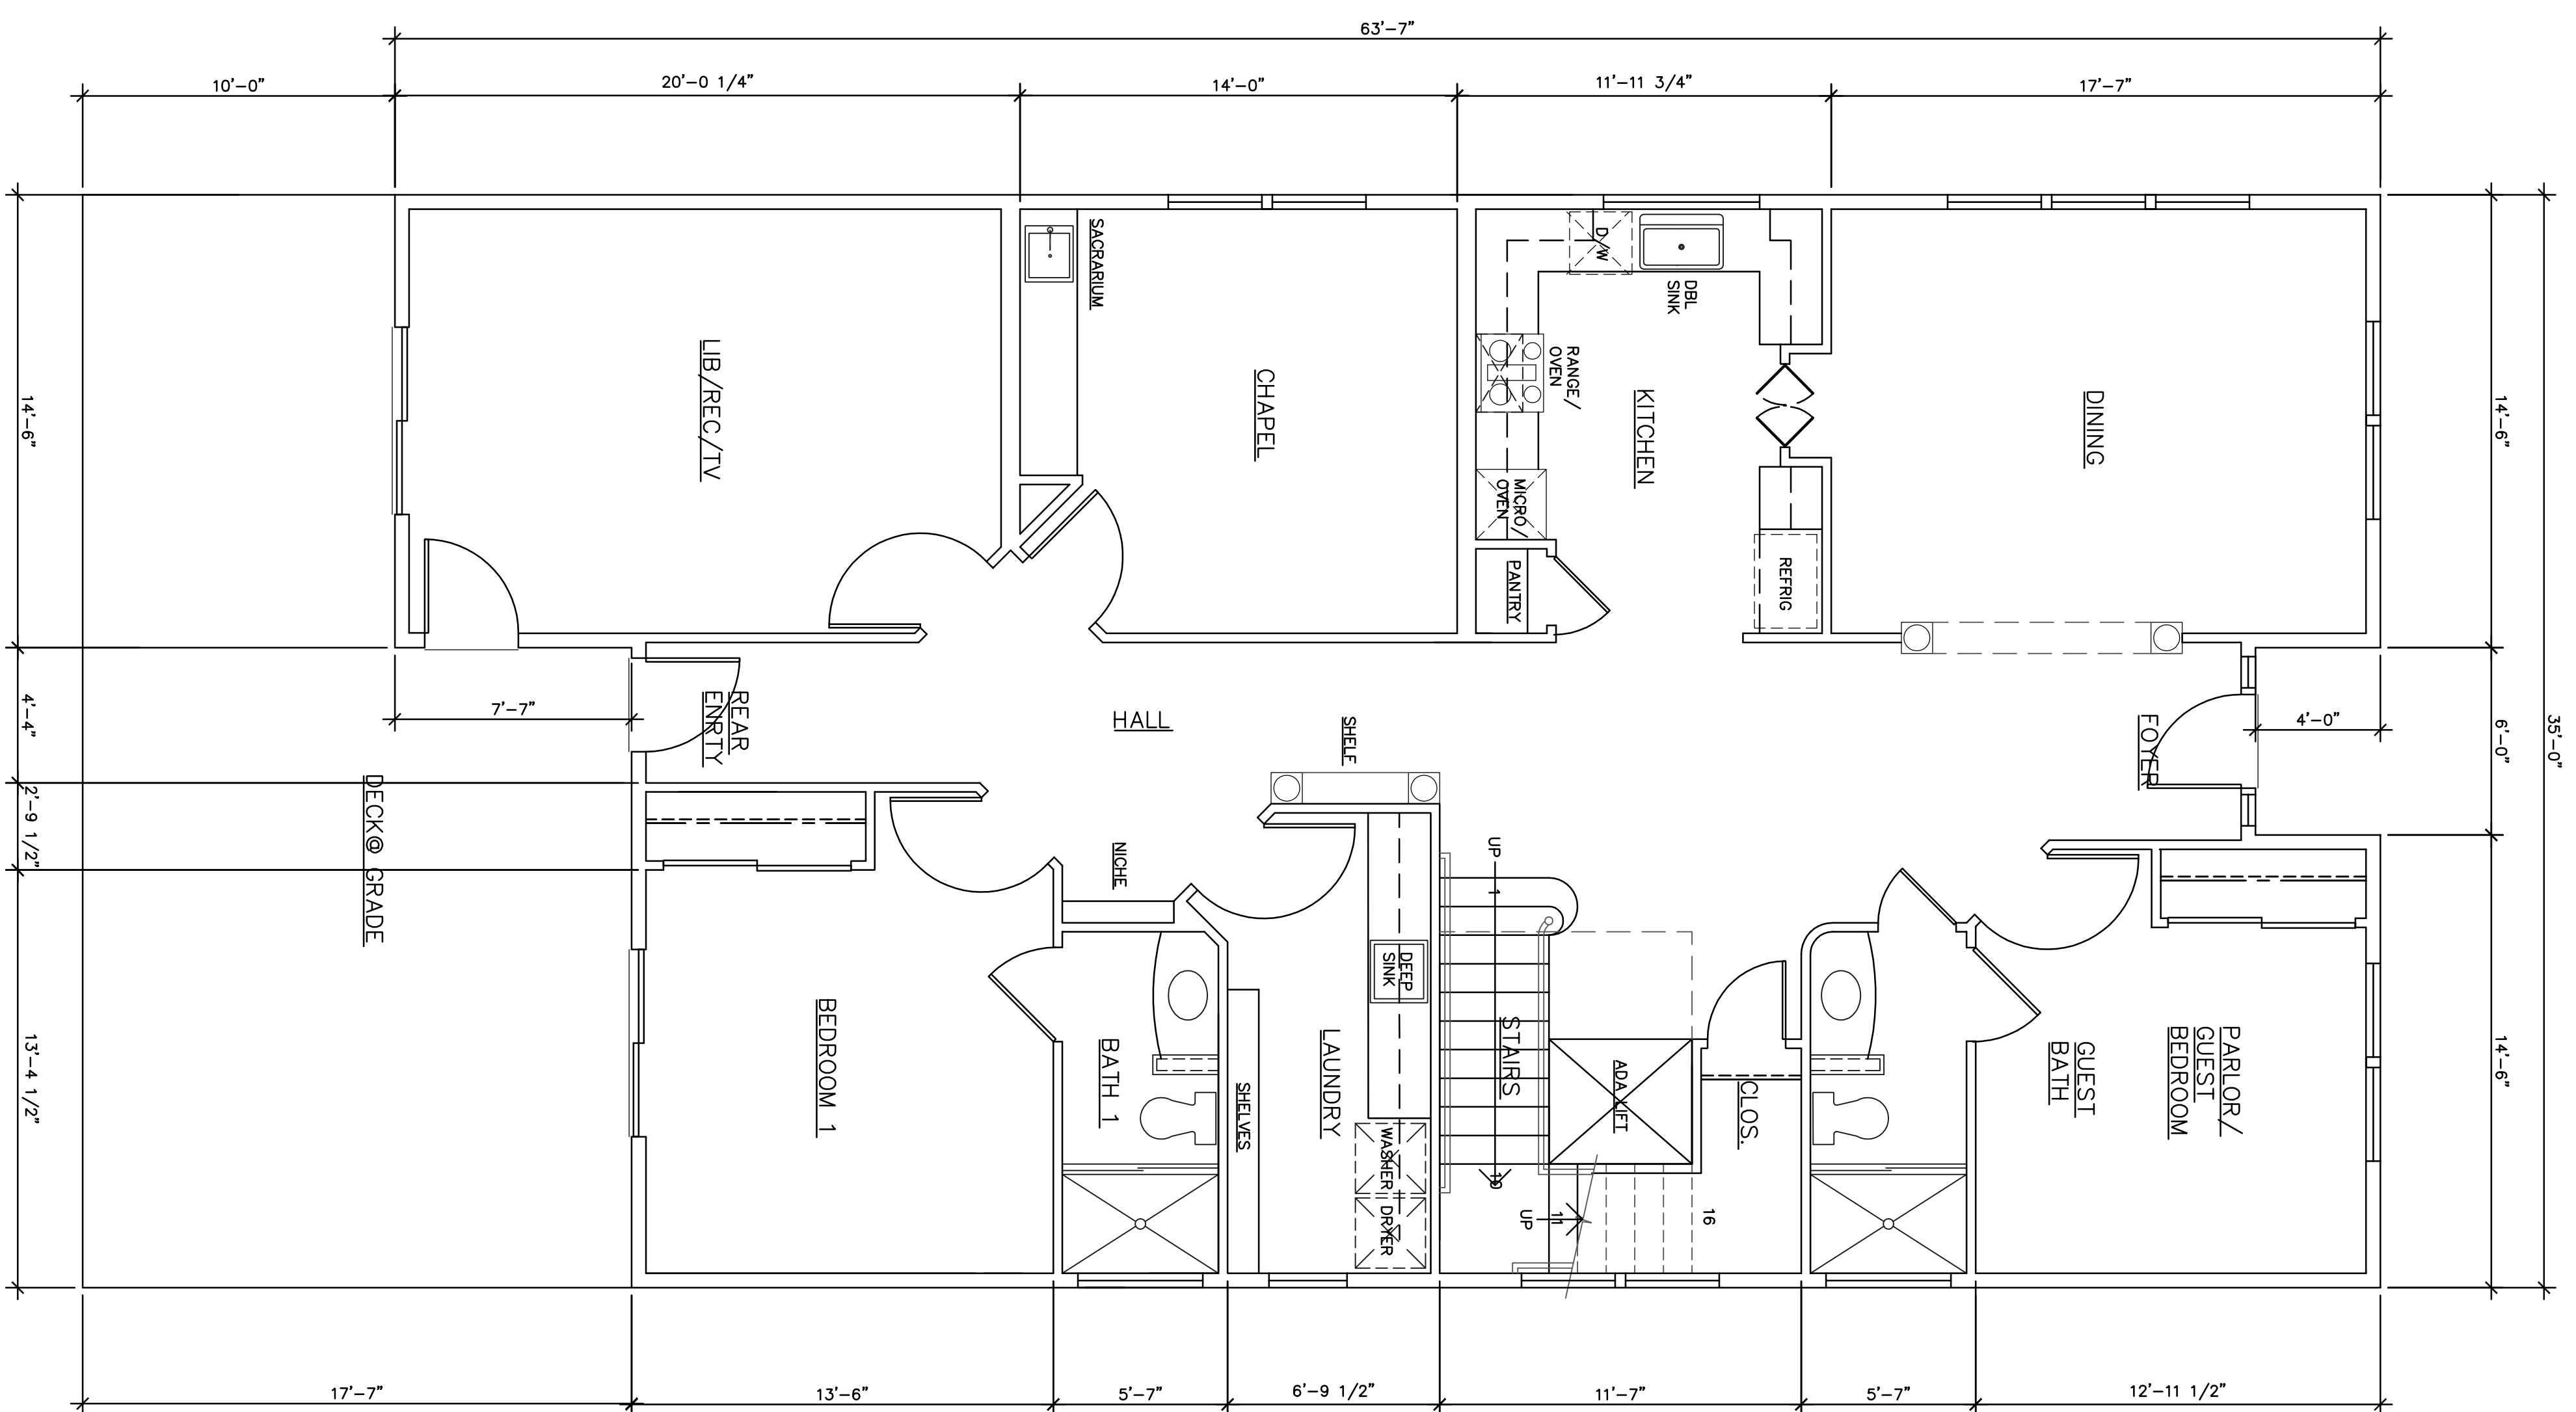 63'-7"
10'-0"
20'-0 1/4"
14'-0"
11'-11 3/4"
17'-7"
SACRARIUM
D/W
DBL
SINK
RANGE/
OVEN
LIB/REC/TV
CHAPEL
KITCHEN
DINING
14'-6"
14'-6"
MICRO/
OVEN
PANTRY
REFRIG
7'-7"
REAR
ENRTY
HALL
SHELF
FOYER
4'-0"
4'-4"
6'-0"
35'-0"
DECK@ GRADE
2'-9 1/2"
NICHE
UP
1
DEEP
SINK
BEDROOM 1
BATH 1
SHELVES
LAUNDRY
STAIRS
ADA LIFT
CLOS.
GUEST
BATH
PARLOR/
GUEST
BEDROOM
13'-4 1/2"
14'-6"
WASHER
DRYER
10
UP
11
16
17'-7"
13'-6"
5'-7"
6'-9 1/2"
11'-7"
5'-7"
12'-11 1/2"